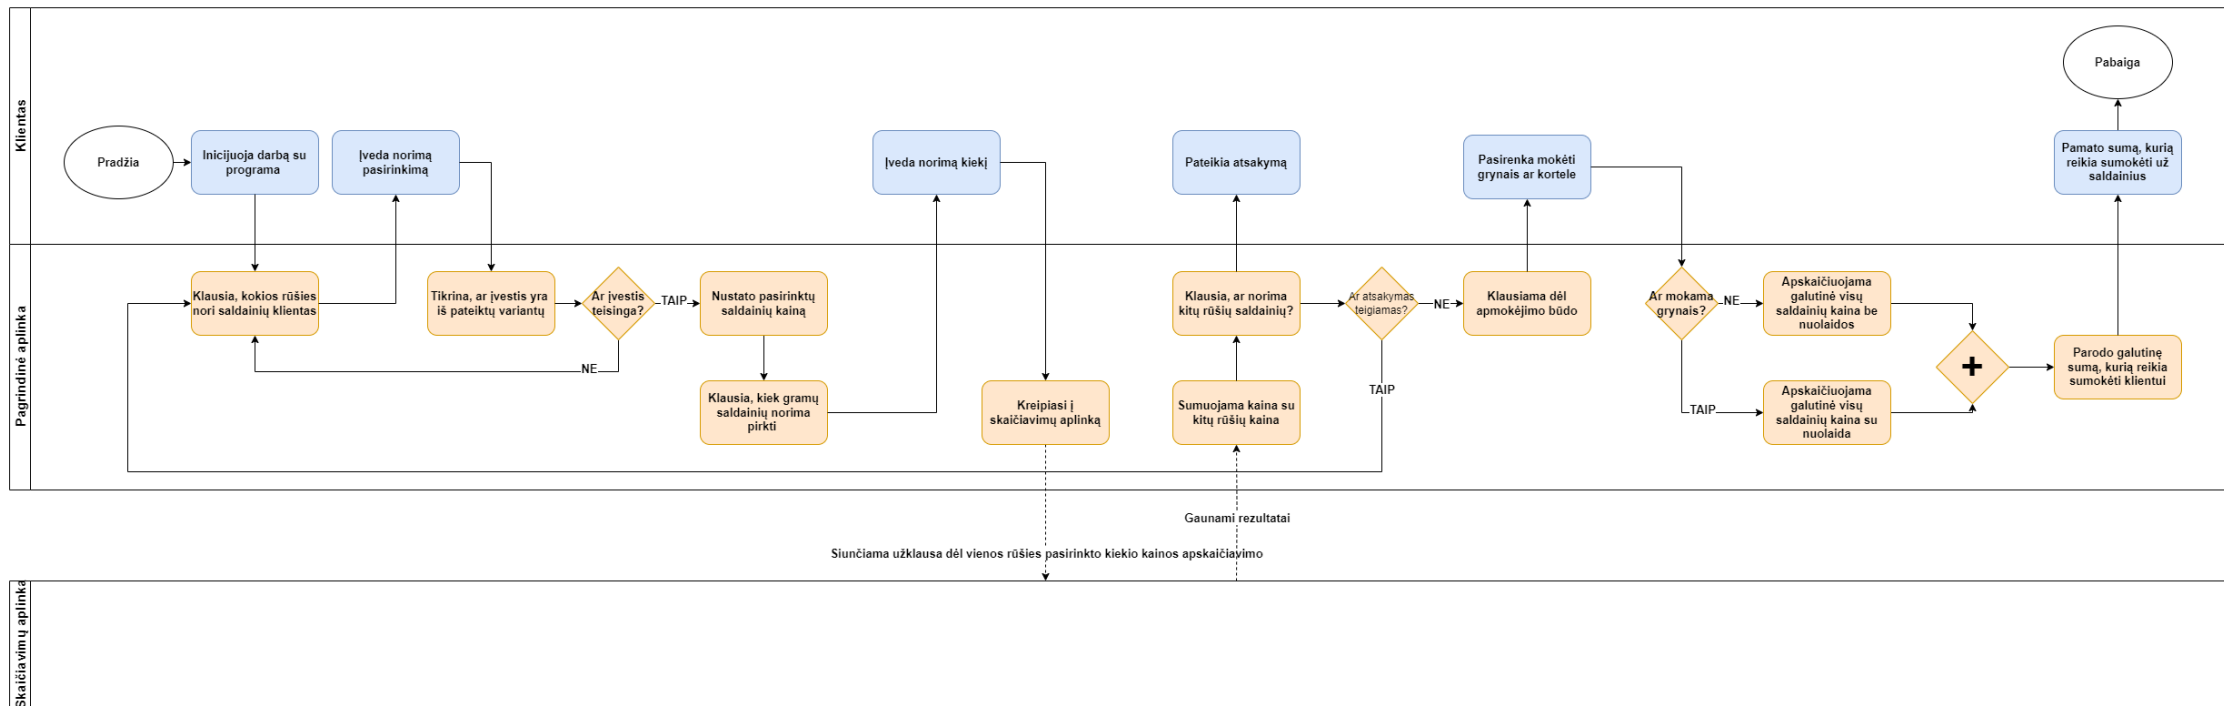 Klientas
Pradžia
Inicijuoja darbą su
programa
Įveda norimą
pasirinkimą
Įveda norimą kiekį
Pateikia atsakymą
Pasirenka mokėti
grynais ar kortele
Pabaiga
Pamato sumą, kurią
reikia sumokėti už
saldainius
Pagrindinė aplinka
Klausia, kokios rūšies
nori saldainių klientas
Tikrina, ar įvestis yra
iš pateiktų variantų
Ar įvestis
teisinga?
TAIP
NE
Nustato pasirinktų
saldainių kainą
Klausia, kiek gramų
saldainių norima
pirkti
Kreipiasi į
skaičiavimų aplinką
Klausia, ar norima
kitų rūšių saldainių?
Sumuojama kaina su
kitų rūšių kaina
Ar atsakymas
teigiamas?
NE
TAIP
Klausiama dėl
apmokėjimo būdo
Ar mokama
grynais?
NE
TAIP
Apskaičiuojama
galutinė visų
saldainių kaina be
nuolaidos
Apskaičiuojama
galutinė visų
saldainių kaina su
nuolaida
Parodo galutinę
sumą, kurią reikia
sumokėti klientui
Gaunami rezultatai
Siunčiama užklausa dėl vienos rūšies pasirinkto kiekio kainos apskaičiavimo
Skaičiavimų aplinka